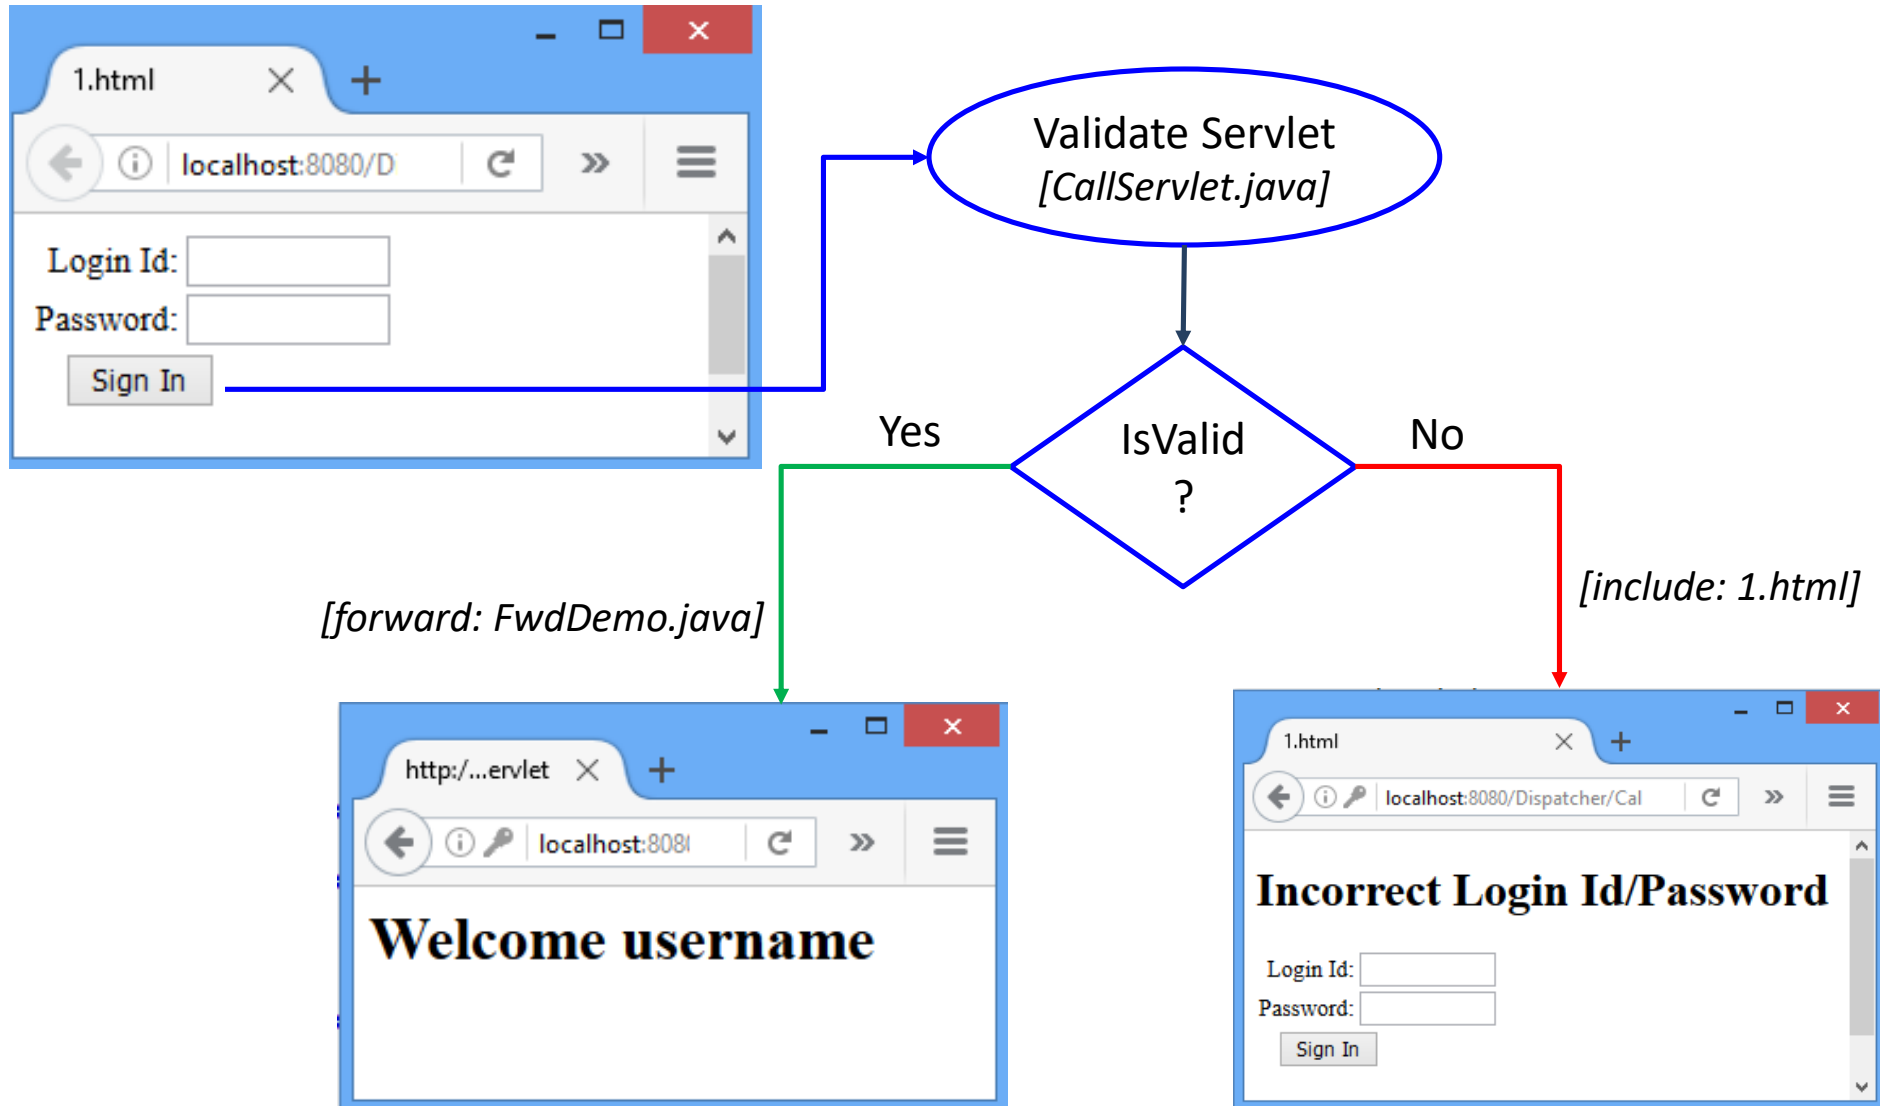 1.html
localhost:8080/D
Login Id:
Password:
Sign In
Validate Servlet
[CallServlet.java]
IsValid
?
Yes
No
[forward: FwdDemo.java]
[include: 1.html]
http:/...ervlet
localhost:808
Welcome username
1.html
localhost:8080/Dispatcher/Cal
Incorrect Login Id/Password
Login Id:
Password:
Sign In